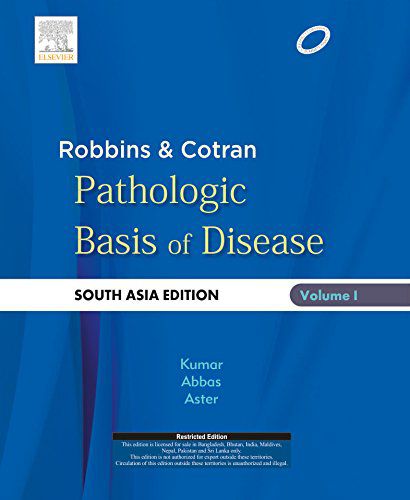 ELSEVIER
Robbins & Cotran
Pathologic
Basis of Disease
SOUTH ASIA EDITION
Volume I
Kumar
Abbas
Aster
Restricted Edition
This edition is licensed for sale in Bangladesh, Bhutan, India, Maldives,
Nepal, Pakistan and Sri Lanka only.
This edition is not authorized for export outside these territories.
Circulation of this edition outside these territories is unauthorized and illegal.